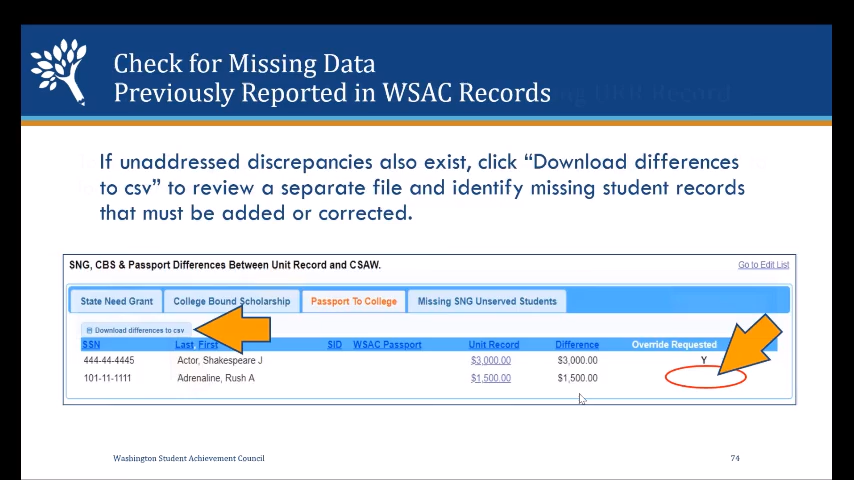 Check for Missing Data
Previously Reported in WSAC Records
If unaddressed discrepancies also exist, click “Download differences
to csv” to review a separate file and identify missing student records
that must be added or corrected.
SNG, CBS & Passport Differences Between Unit Record and CSAW.
Go to Edit List
State Need Grant College Bound Scholarship Passport To College Missing SNG Unserved Students
Download differences to csv
SSN Last, First SID WSAC Passport Unit Record Difference Override Requested
444-44-4445 Actor, Shakespeare J $3,000.00 $3,000.00 Y
101-11-1111 Adrenaline, Rush A $1,500.00 $1,500.00
Washington Student Achievement Council 74